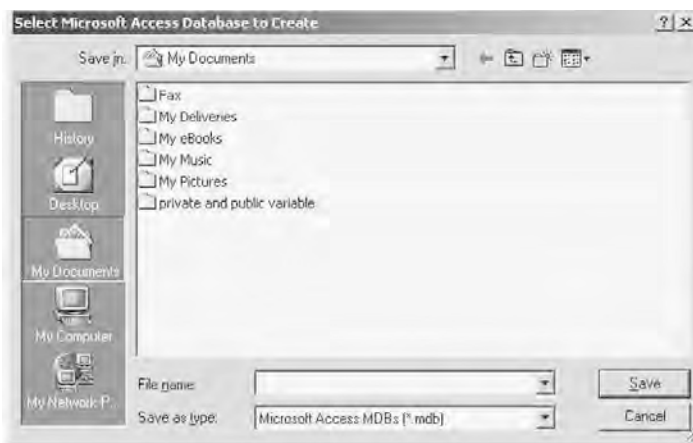 Select Microsoft Access Database to Create
Save in: My Documents
History
Desktop
My Documents
My Computer
My Network P...
Fax
My Deliveries
My eBooks
My Music
My Pictures
private and public variable
File name:
Save
Save as type: Microsoft Access MDBs (*.mdb)
Cancel